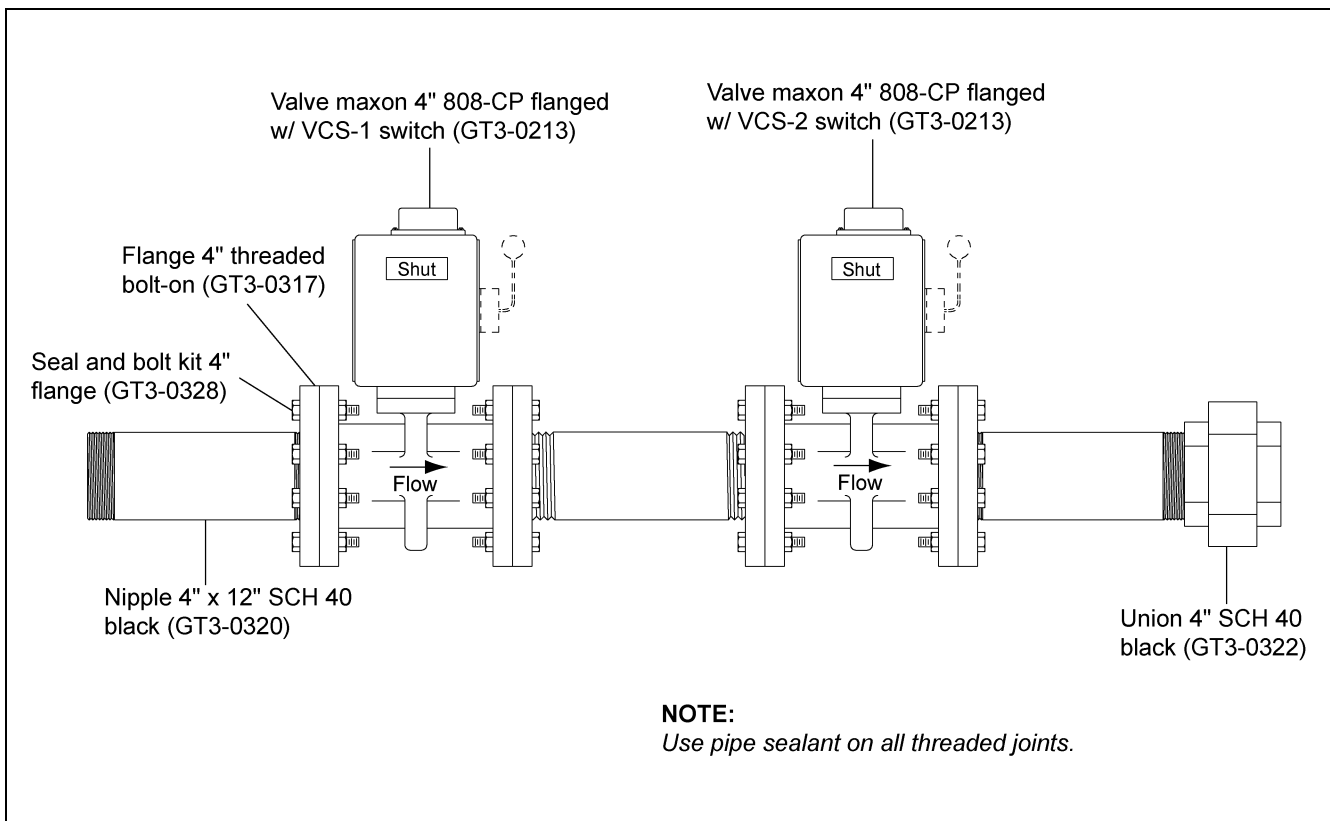 Valve maxon 4" 808-CP flanged
w/ VCS-1 switch (GT3-0213)
Valve maxon 4" 808-CP flanged
w/ VCS-2 switch (GT3-0213)
Flange 4" threaded
bolt-on (GT3-0317)
Shut
Shut
Seal and bolt kit 4"
flange (GT3-0328)
Flow
Flow
Nipple 4" x 12" SCH 40
black (GT3-0320)
Union 4" SCH 40
black (GT3-0322)
NOTE:
Use pipe sealant on all threaded joints.